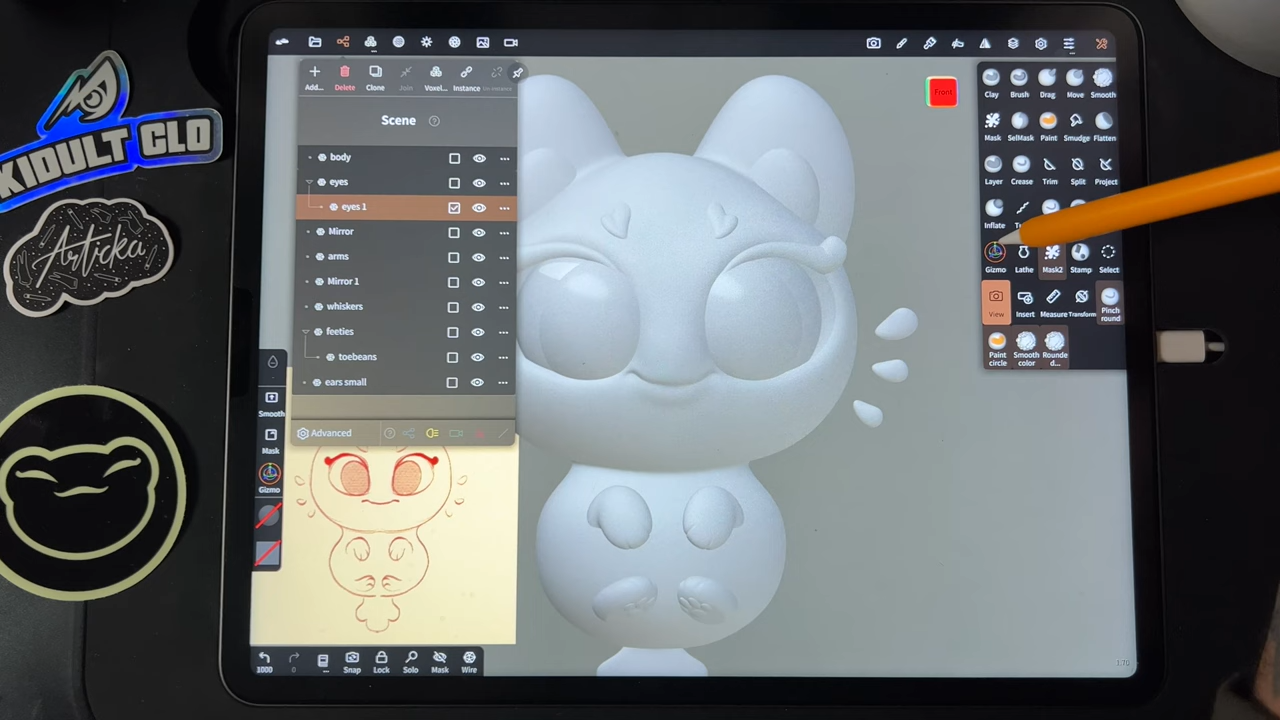 KIDULT CLO
Articka
Add...
Delete
Clone
Join
Voxel...
Instance
Scene
body
eyes
eyes 1
Mirror
arms
Mirror 1
whiskers
feeties
toebeans
ears small
Advanced
Smooth
Mask
Gizmo
1000
0
...
Snap
Lock
Solo
Mask
Wire
Front
Clay
Brush
Drag
Move
Smooth
Mask
SelMask
Paint
Smudge
Flatten
Layer
Crease
Trim
Split
Project
Inflate
Gizmo
Lathe
Mask2
Stamp
Select
View
Insert
Measure
Transform
Pinch
round
Paint
circle
Smooth
color
Rounde
d...